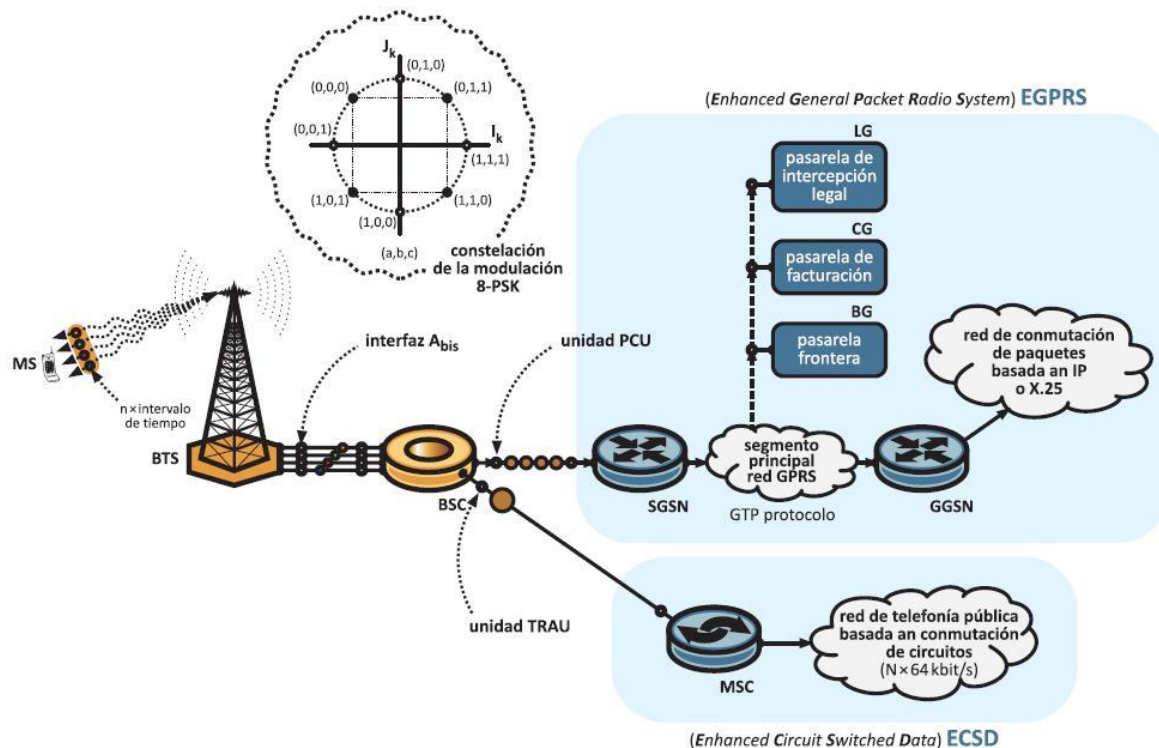 J_k
(0,1,0)
(0,0,0)
(0,1,1)
(0,0,1)
I_k
(1,1,1)
(1,0,1)
(1,1,0)
(1,0,0)
(a,b,c)
constelación
de la modulación
8-PSK
(Enhanced General Packet Radio System) EGPRS
LG
pasarela de
intercepción
legal
CG
pasarela de
facturación
BG
pasarela
frontera
red de conmutación
de paquetes
basada an IP
o X.25
MS
n×intervalo
de tiempo
interfaz A_bis
unidad PCU
BTS
BSC
SGSN
segmento
principal
red GPRS
GTP protocolo
GGSN
unidad TRAU
MSC
red de telefonía pública
basada an conmutación
de circuitos
(N×64 kbit/s)
(Enhanced Circuit Switched Data) ECSD